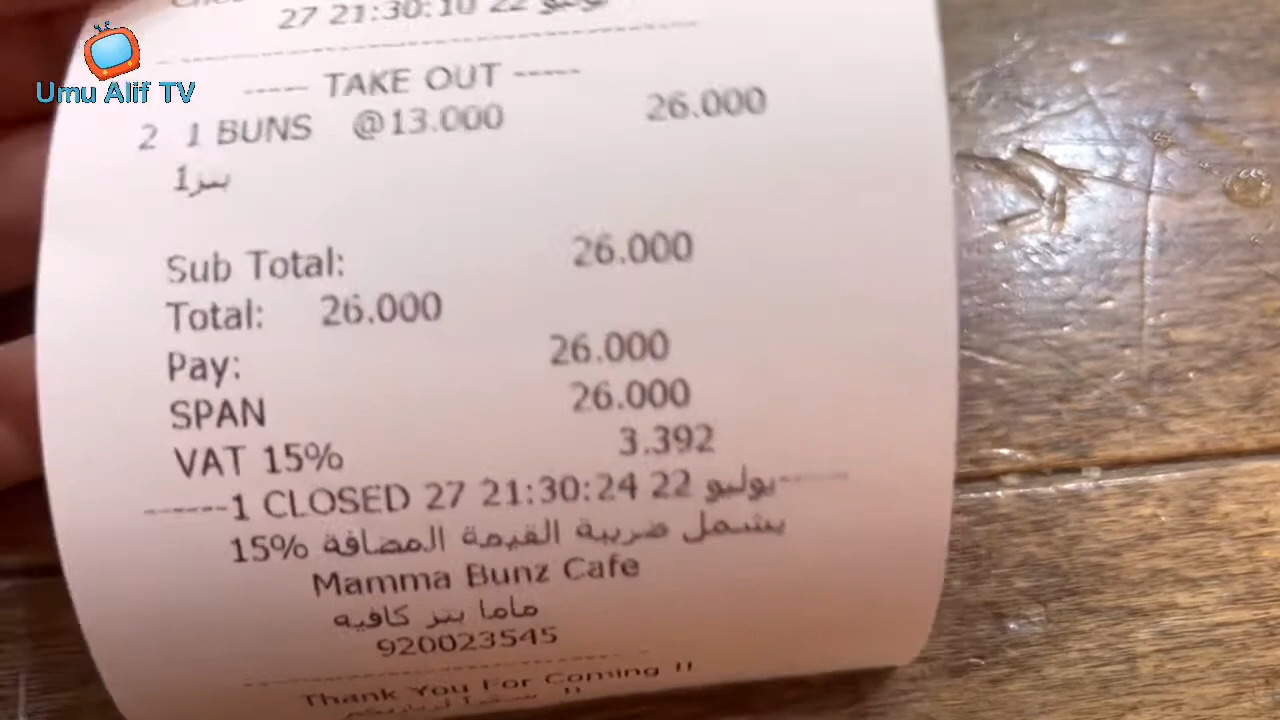 27 21:30:10 22 يوليو
Umu Alif TV
----- TAKE OUT -----
2 1 BUNS @13.000 26.000
بنز1
Sub Total: 26.000
Total: 26.000
Pay: 26.000
SPAN 26.000
VAT 15% 3.392
------1 CLOSED 27 21:30:24 22 يوليو------
يشمل ضريبة القيمة المضافة 15%
Mamma Bunz Cafe
ماما بنز كافيه
920023545
Thank You For Coming !!